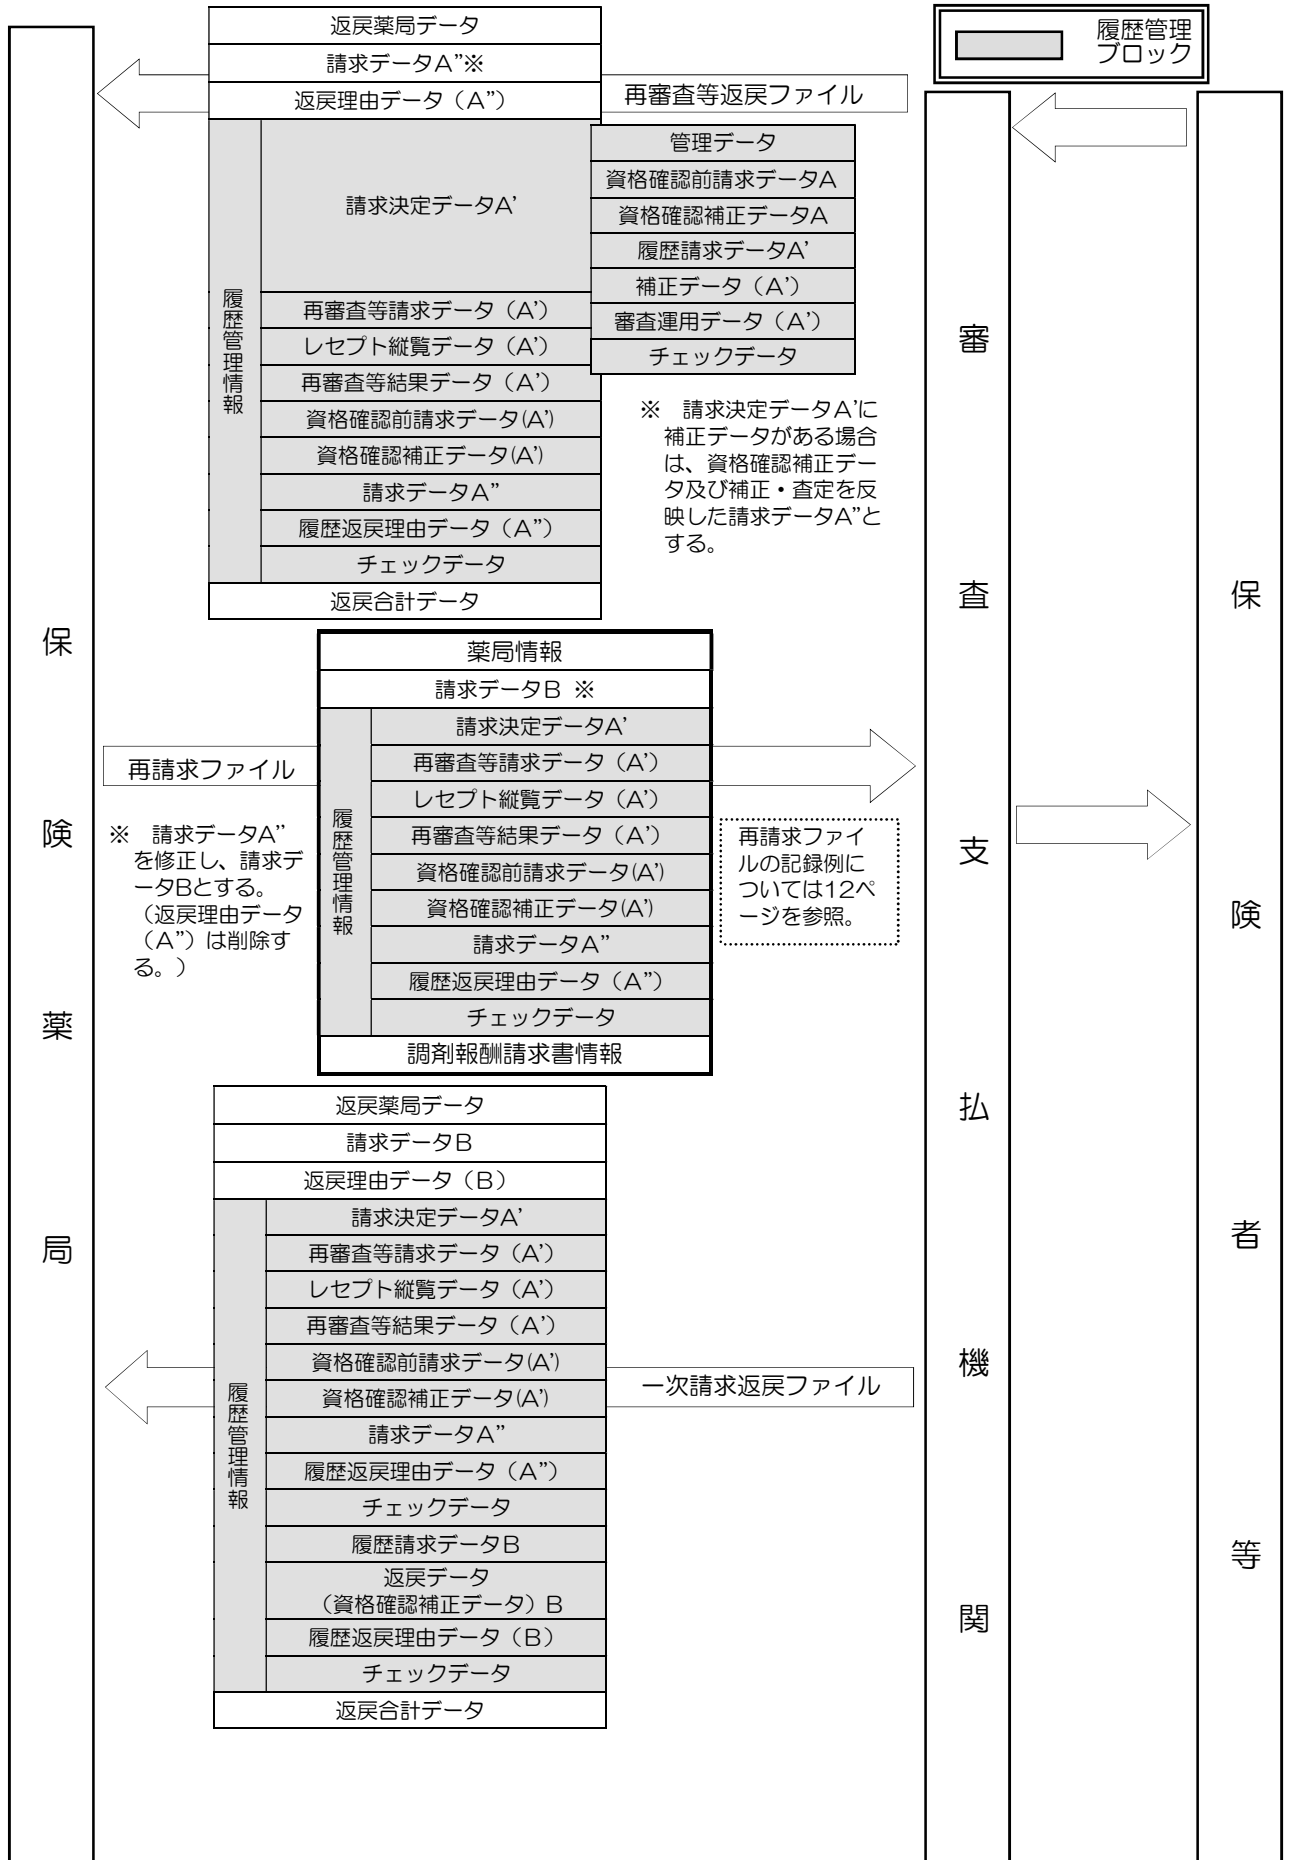 履歴管理
ブロック
返戻薬局データ
請求データA”※
返戻理由データ（A”）
再審査等返戻ファイル
履歴管理情報
請求決定データA’
管理データ
資格確認前請求データA
資格確認補正データA
履歴請求データA’
補正データ（A’）
審査運用データ（A’）
チェックデータ
再審査等請求データ（A’）
レセプト縦覧データ（A’）
再審査等結果データ（A’）
資格確認前請求データ(A’)
資格確認補正データ(A’)
請求データA”
履歴返戻理由データ（A”）
チェックデータ
返戻合計データ
※　請求決定データA’に
補正データがある場合
は、資格確認補正デー
タ及び補正・査定を反
映した請求データA”と
する。
保険薬局
審査支払機関
保険者等
再請求ファイル
薬局情報
請求データB ※
履歴管理情報
請求決定データA’
再審査等請求データ（A’）
レセプト縦覧データ（A’）
再審査等結果データ（A’）
資格確認前請求データ(A’)
資格確認補正データ(A’)
請求データA”
履歴返戻理由データ（A”）
チェックデータ
調剤報酬請求書情報
※　請求データA”
を修正し、請求デ
ータBとする。
（返戻理由データ
（A”）は削除す
る。）
再請求ファイ
ルの記録例に
ついては12ペ
ージを参照。
返戻薬局データ
請求データB
返戻理由データ（B）
履歴管理情報
請求決定データA’
再審査等請求データ（A’）
レセプト縦覧データ（A’）
再審査等結果データ（A’）
資格確認前請求データ(A’)
資格確認補正データ(A’)
請求データA”
履歴返戻理由データ（A”）
チェックデータ
履歴請求データB
返戻データ
（資格確認補正データ）B
履歴返戻理由データ（B）
チェックデータ
返戻合計データ
一次請求返戻ファイル